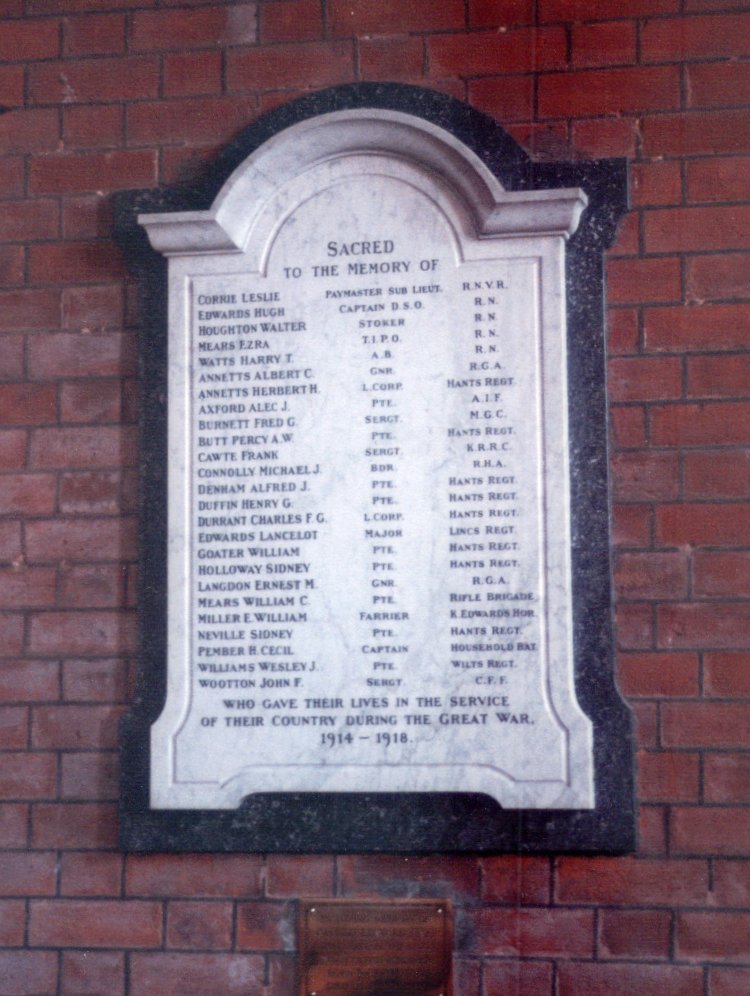 SACRED
TO THE MEMORY OF
CORRIE LESLIE PAYMASTER SUB LIEUT. R.N.V.R.
EDWARDS HUGH CAPTAIN D.S.O. R.N.
HOUGHTON WALTER STOKER R.N.
MEARS EZRA T.I.P.O. R.N.
WATTS HARRY T. A.B. R.N.
ANNETTS ALBERT C. GNR. R.G.A.
ANNETTS HERBERT H. L.CORP. HANTS REGT.
AXFORD ALEC J. PTE. A.I.F.
BURNETT FRED G. SERGT. M.G.C.
BUTT PERCY A.W. PTE. HANTS REGT.
CAWTE FRANK SERGT. K.R.R.C.
CONNOLLY MICHAEL J. BDR. R.H.A.
DENHAM ALFRED J. PTE. HANTS REGT.
DUFFIN HENRY G. PTE. HANTS REGT.
DURRANT CHARLES F.G. L.CORP. HANTS REGT.
EDWARDS LANCELOT MAJOR LINCS REGT.
GOATER WILLIAM PTE. HANTS REGT.
HOLLOWAY SIDNEY PTE. HANTS REGT.
LANGDON ERNEST M. GNR. R.G.A.
MEARS WILLIAM C. PTE. RIFLE BRIGADE
MILLER E. WILLIAM FARRIER K. EDWARDS HOR.
NEVILLE SIDNEY PTE. HANTS REGT.
PEMBER H. CECIL CAPTAIN HOUSEHOLD BAT.
WILLIAMS WESLEY J. PTE. WILTS REGT.
WOOTTON JOHN F. SERGT. C.F.F.
WHO GAVE THEIR LIVES IN THE SERVICE
OF THEIR COUNTRY DURING THE GREAT WAR.
1914 – 1918.